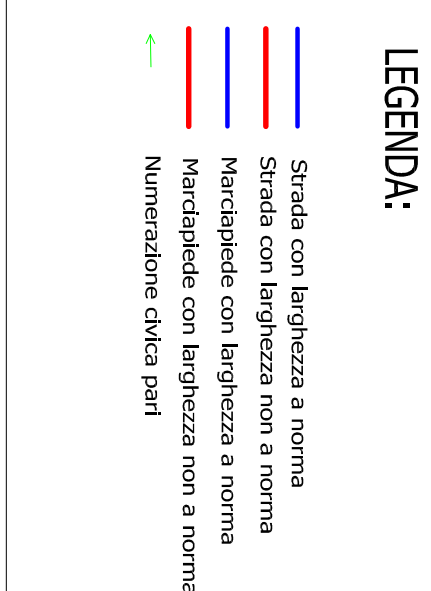 LEGENDA:
Strada con larghezza a norma
Strada con larghezza non a norma
Marciapiede con larghezza a norma
Marciapiede con larghezza non a norma
Numerazione civica pari